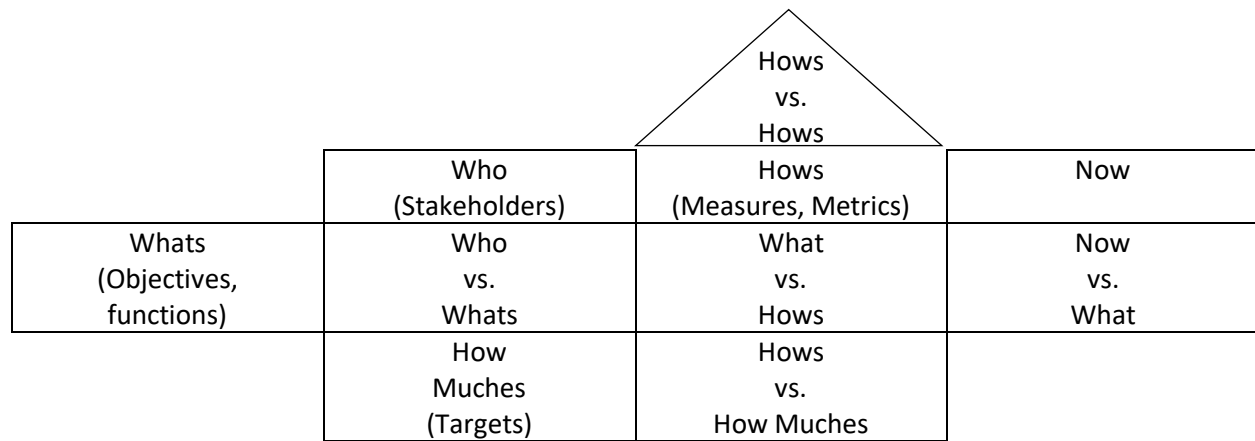 Hows
vs.
Hows
Who
(Stakeholders)
Hows
(Measures, Metrics)
Now
Whats
(Objectives,
functions)
Who
vs.
Whats
What
vs.
Hows
Now
vs.
What
How
Muches
(Targets)
Hows
vs.
How Muches